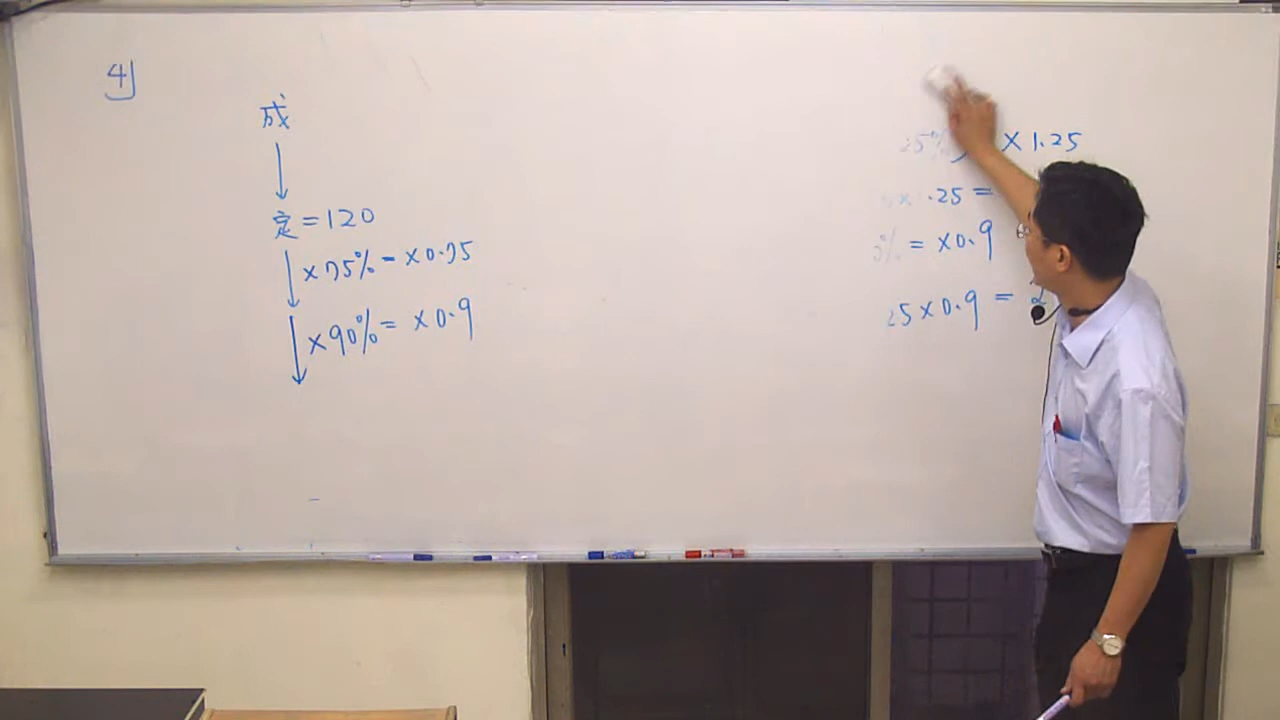 4
成
定 = 120
×75% = ×0.75
×90% = ×0.9
25% × 1.25
× .25 =
% = ×0.9
25×0.9 = 2